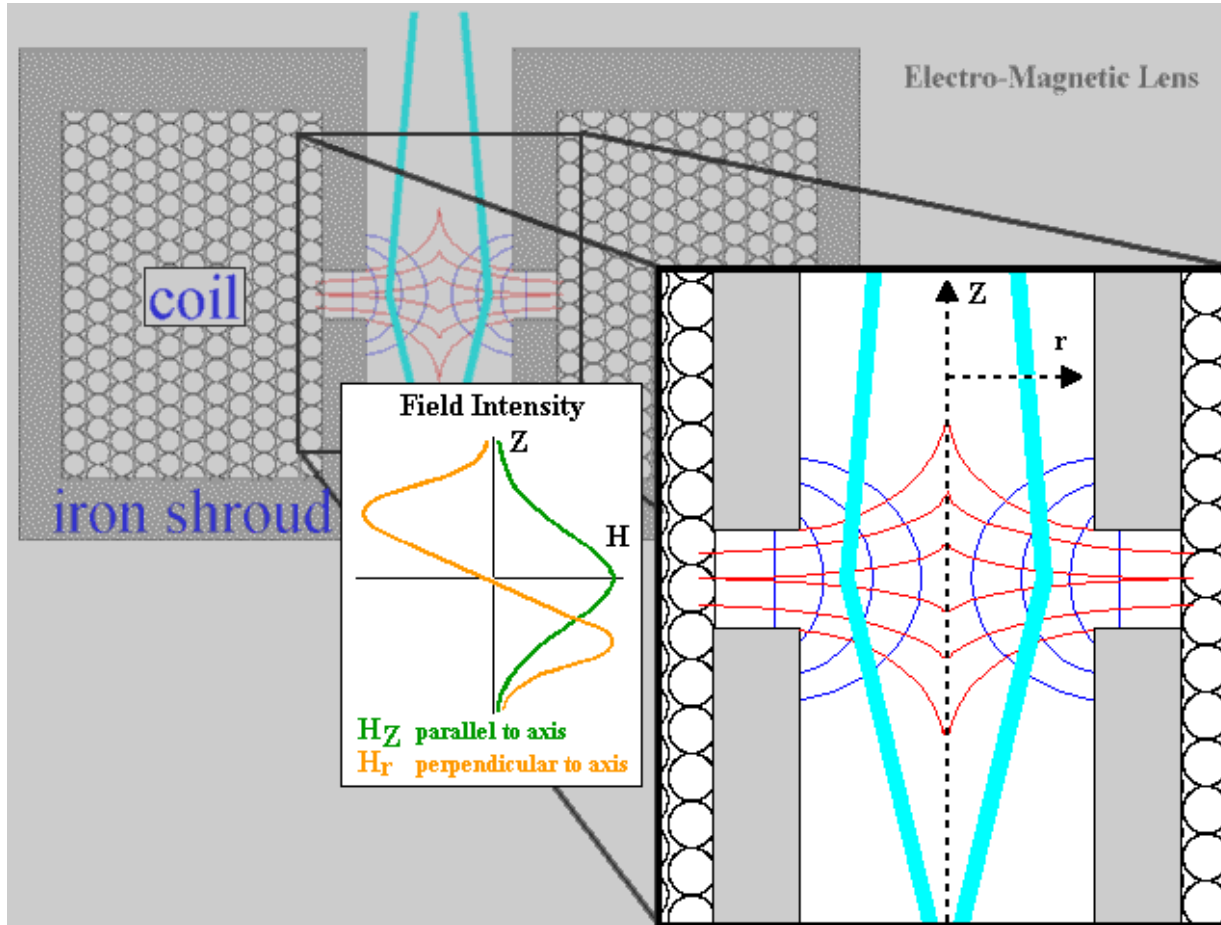 Electro-Magnetic Lens
coil
iron shroud
Z
r
Field Intensity
Z
H
HZ parallel to axis
Hr perpendicular to axis